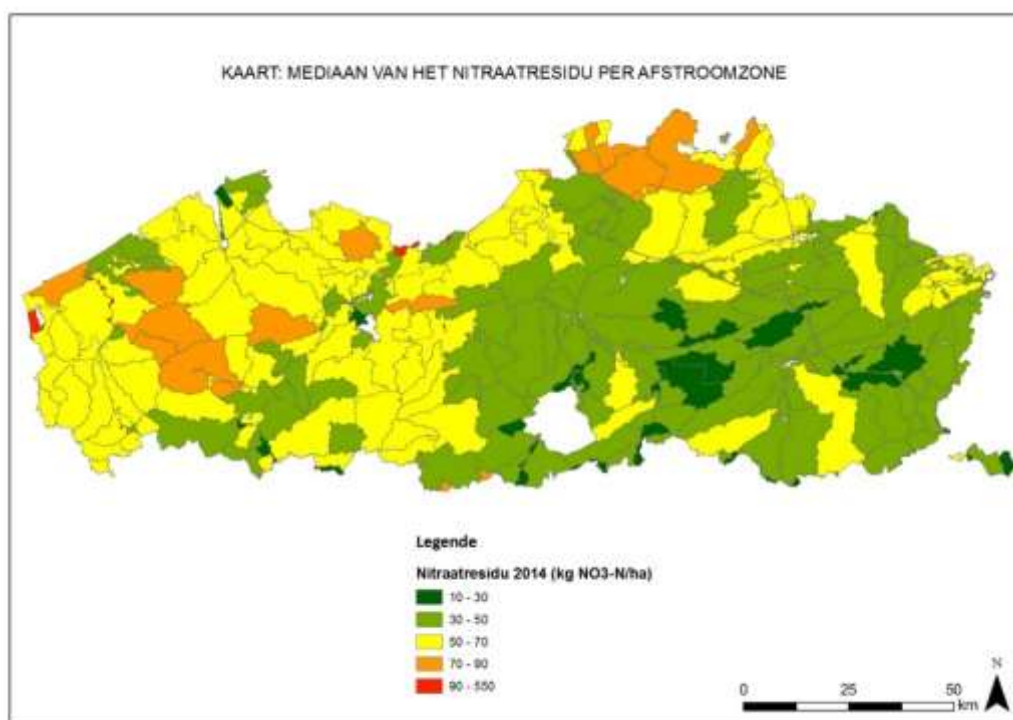 KAART: MEDIAAN VAN HET NITRAATRESIDU PER AFSTROOMZONE
Legende
Nitraatresidu 2014 (kg NO3-N/ha)
10 - 30
30 - 50
50 - 70
70 - 90
90 - 550
N
0 25 50
km